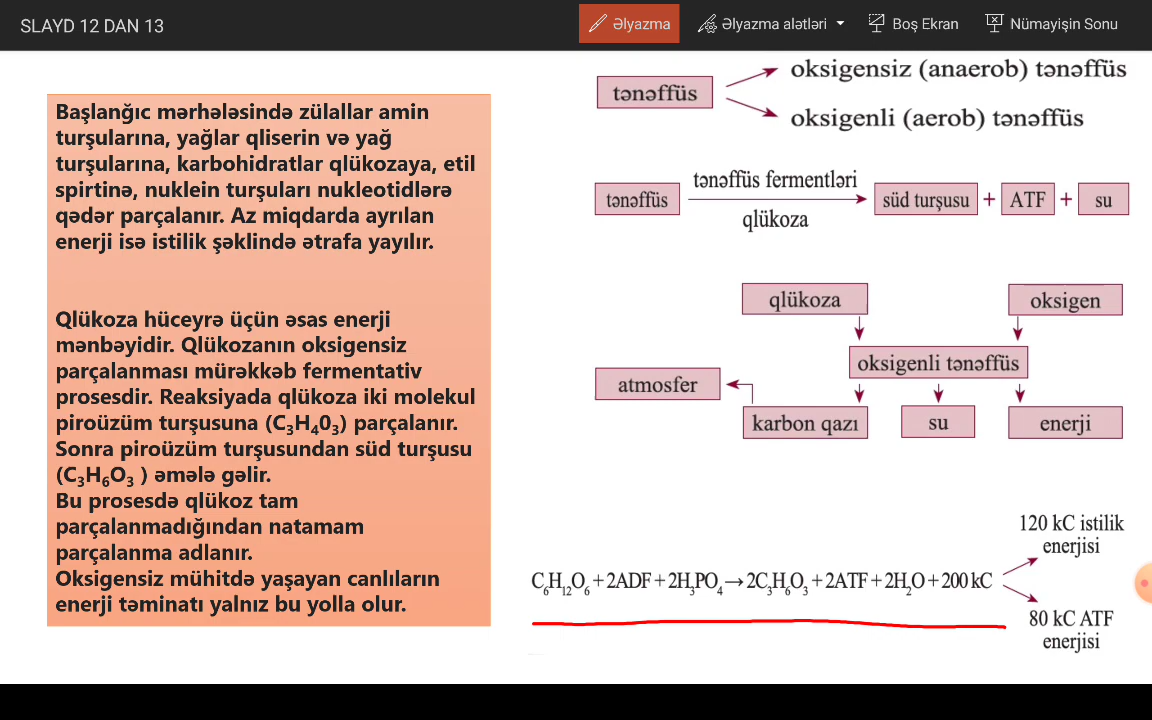 SLAYD 12 DAN 13
Əlyazma
Əlyazma alətləri
Boş Ekran
Nümayişin Sonu
Başlanğıc mərhələsində zülallar amin
turşularına, yağlar qliserin və yağ
turşularına, karbohidratlar qlükozaya, etil
spirtinə, nuklein turşuları nukleotidlərə
qədər parçalanır. Az miqdarda ayrılan
enerji isə istilik şəklində ətrafa yayılır.
Qlükoza hüceyrə üçün əsas enerji
mənbəyidir. Qlükozanın oksigensiz
parçalanması mürəkkəb fermentativ
prosesdir. Reaksiyada qlükoza iki molekul
piroüzüm turşusuna (C₃H₄0₃) parçalanır.
Sonra piroüzüm turşusundan süd turşusu
(C₃H₆O₃ ) əmələ gəlir.
Bu prosesdə qlükoz tam
parçalanmadığından natamam
parçalanma adlanır.
Oksigensiz mühitdə yaşayan canlıların
enerji təminatı yalnız bu yolla olur.
tənəffüs
oksigensiz (anaerob) tənəffüs
oksigenli (aerob) tənəffüs
tənəffüs
tənəffüs fermentləri
qlükoza
süd turşusu + ATF + su
qlükoza
oksigen
oksigenli tənəffüs
atmosfer
karbon qazı
su
enerji
C₆H₁₂O₆ + 2ADF + 2H₃PO₄ → 2C₃H₆O₃ + 2ATF + 2H₂O + 200 kC
120 kC istilik
enerjisi
80 kC ATF
enerjisi